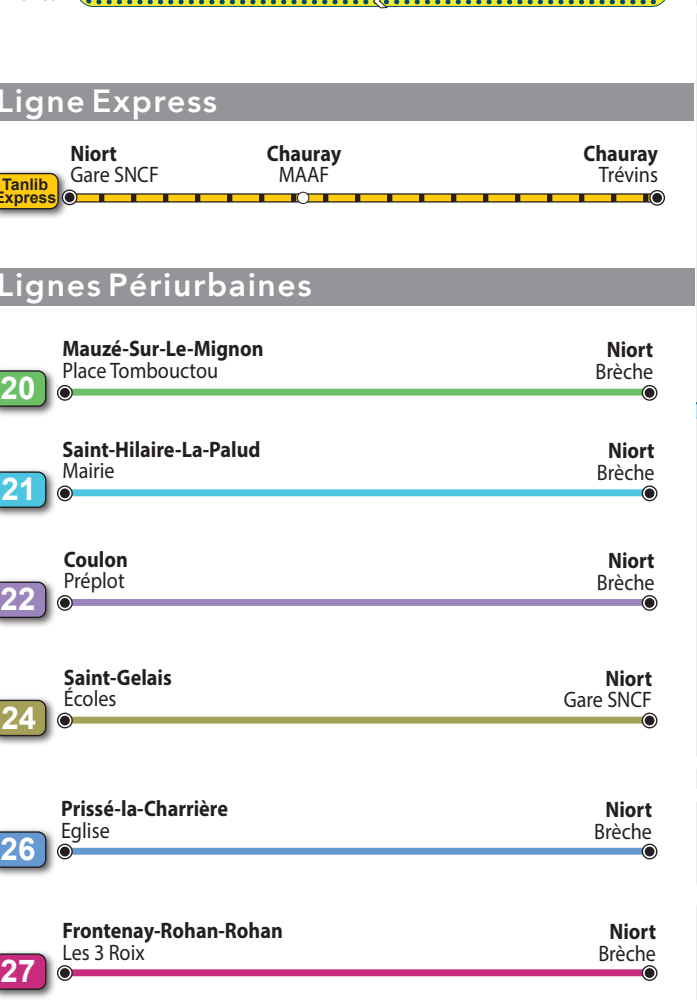 Ligne Express
Niort
Gare SNCF
Chauray
MAAF
Chauray
Trévins
Tanlib
Express
Lignes Périurbaines
Mauzé-Sur-Le-Mignon
Place Tombouctou
Niort
Brèche
20
Saint-Hilaire-La-Palud
Mairie
Niort
Brèche
21
Coulon
Préplot
Niort
Brèche
22
Saint-Gelais
Écoles
Niort
Gare SNCF
24
Prissé-la-Charrière
Eglise
Niort
Brèche
26
Frontenay-Rohan-Rohan
Les 3 Roix
Niort
Brèche
27